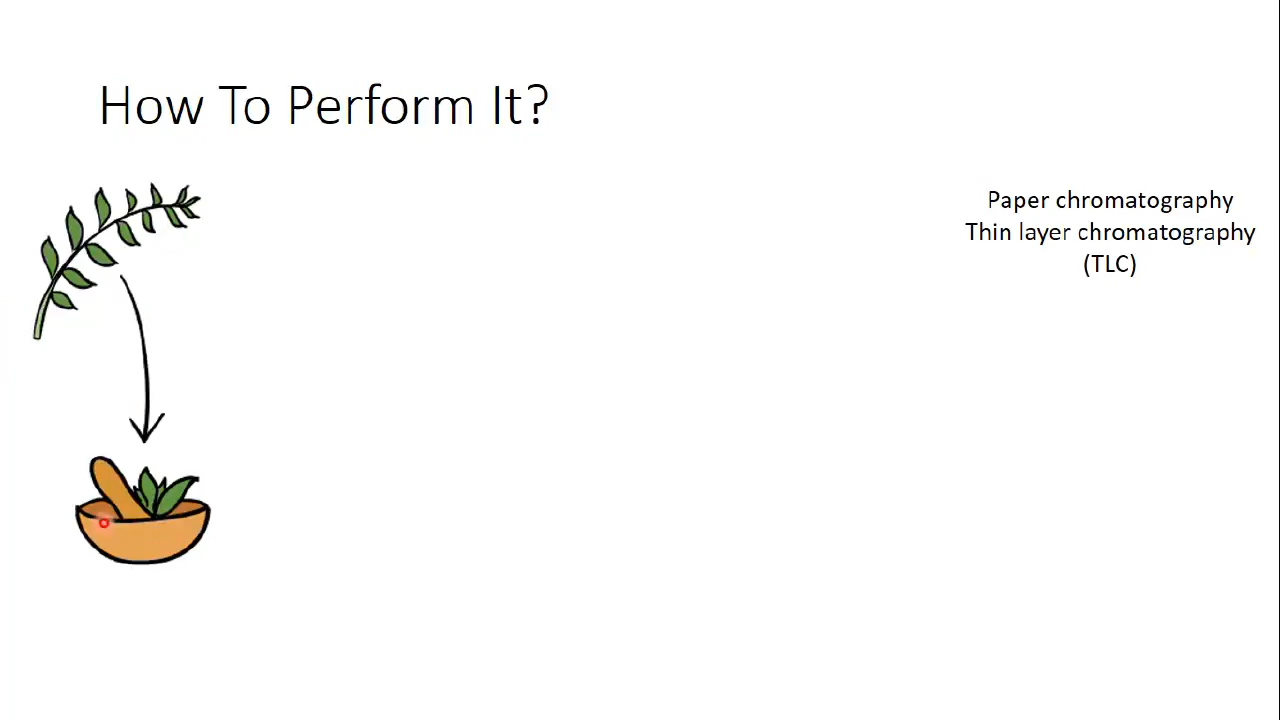 How To Perform It?
Paper chromatography
Thin layer chromatography
(TLC)